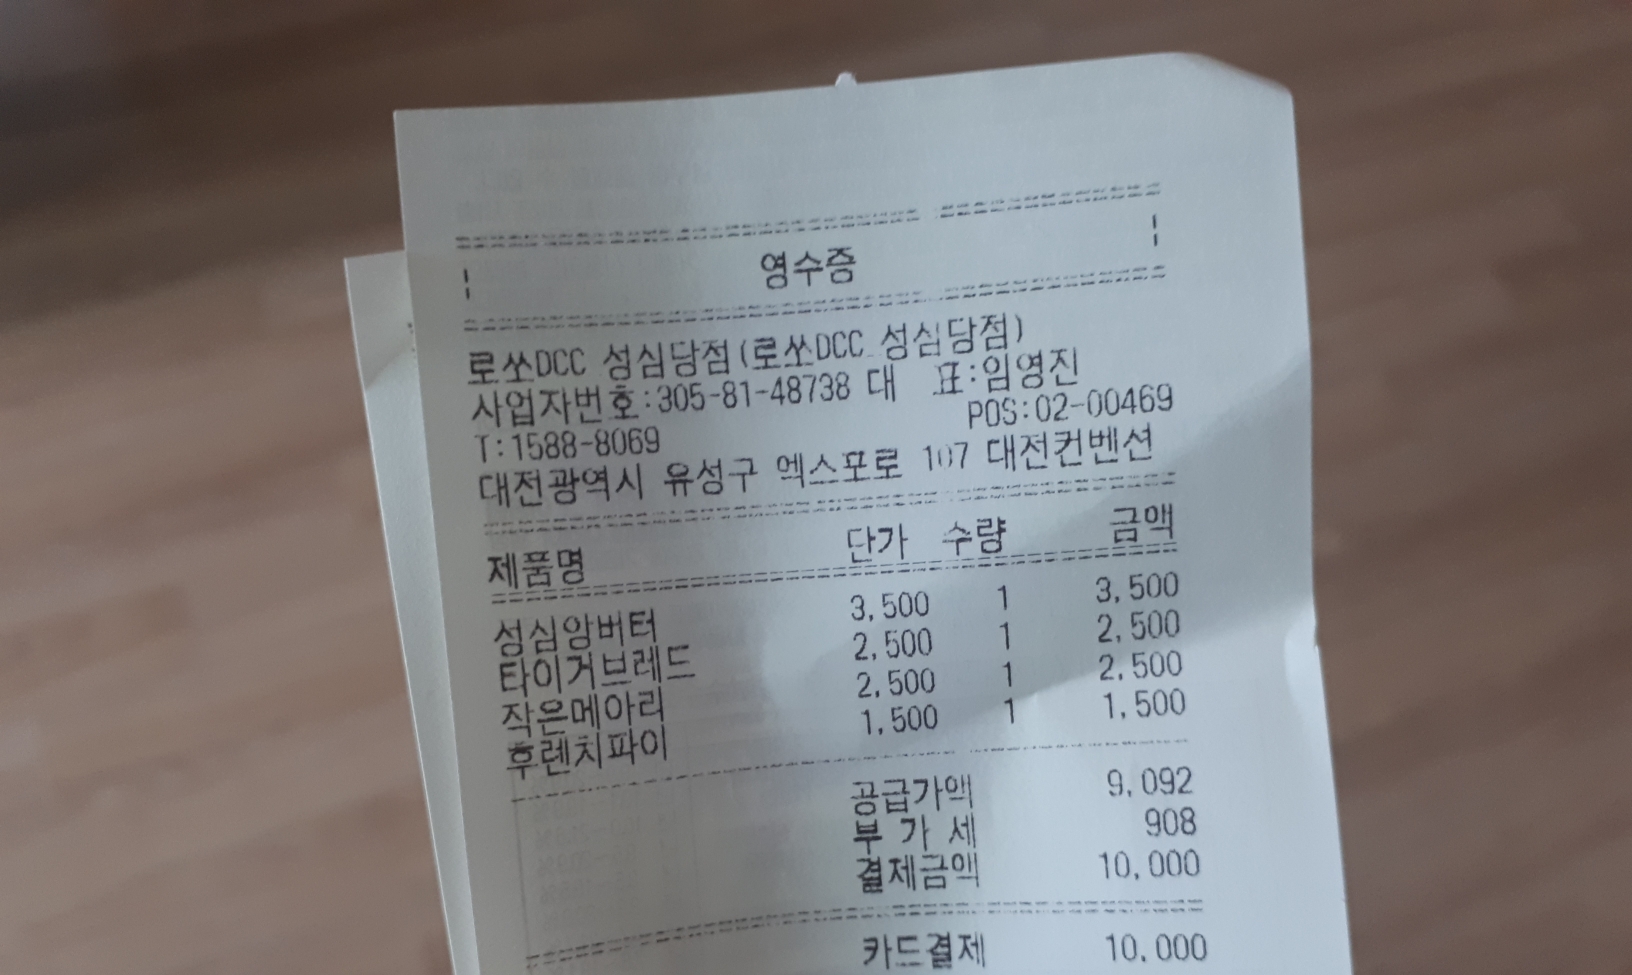 영수증
로쏘DCC 성심당점(로쏘DCC 성심당점)
사업자번호:305-81-48738 대 표:임영진
T:1588-8069 POS:02-00469
대전광역시 유성구 엑스포로 107 대전컨벤션
제품명 단가 수량 금액
성심앙버터 3,500 1 3,500
타이거브레드 2,500 1 2,500
작은메아리 2,500 1 2,500
후렌치파이 1,500 1 1,500
공급가액 9,092
부 가 세 908
결제금액 10,000
카드결제 10,000